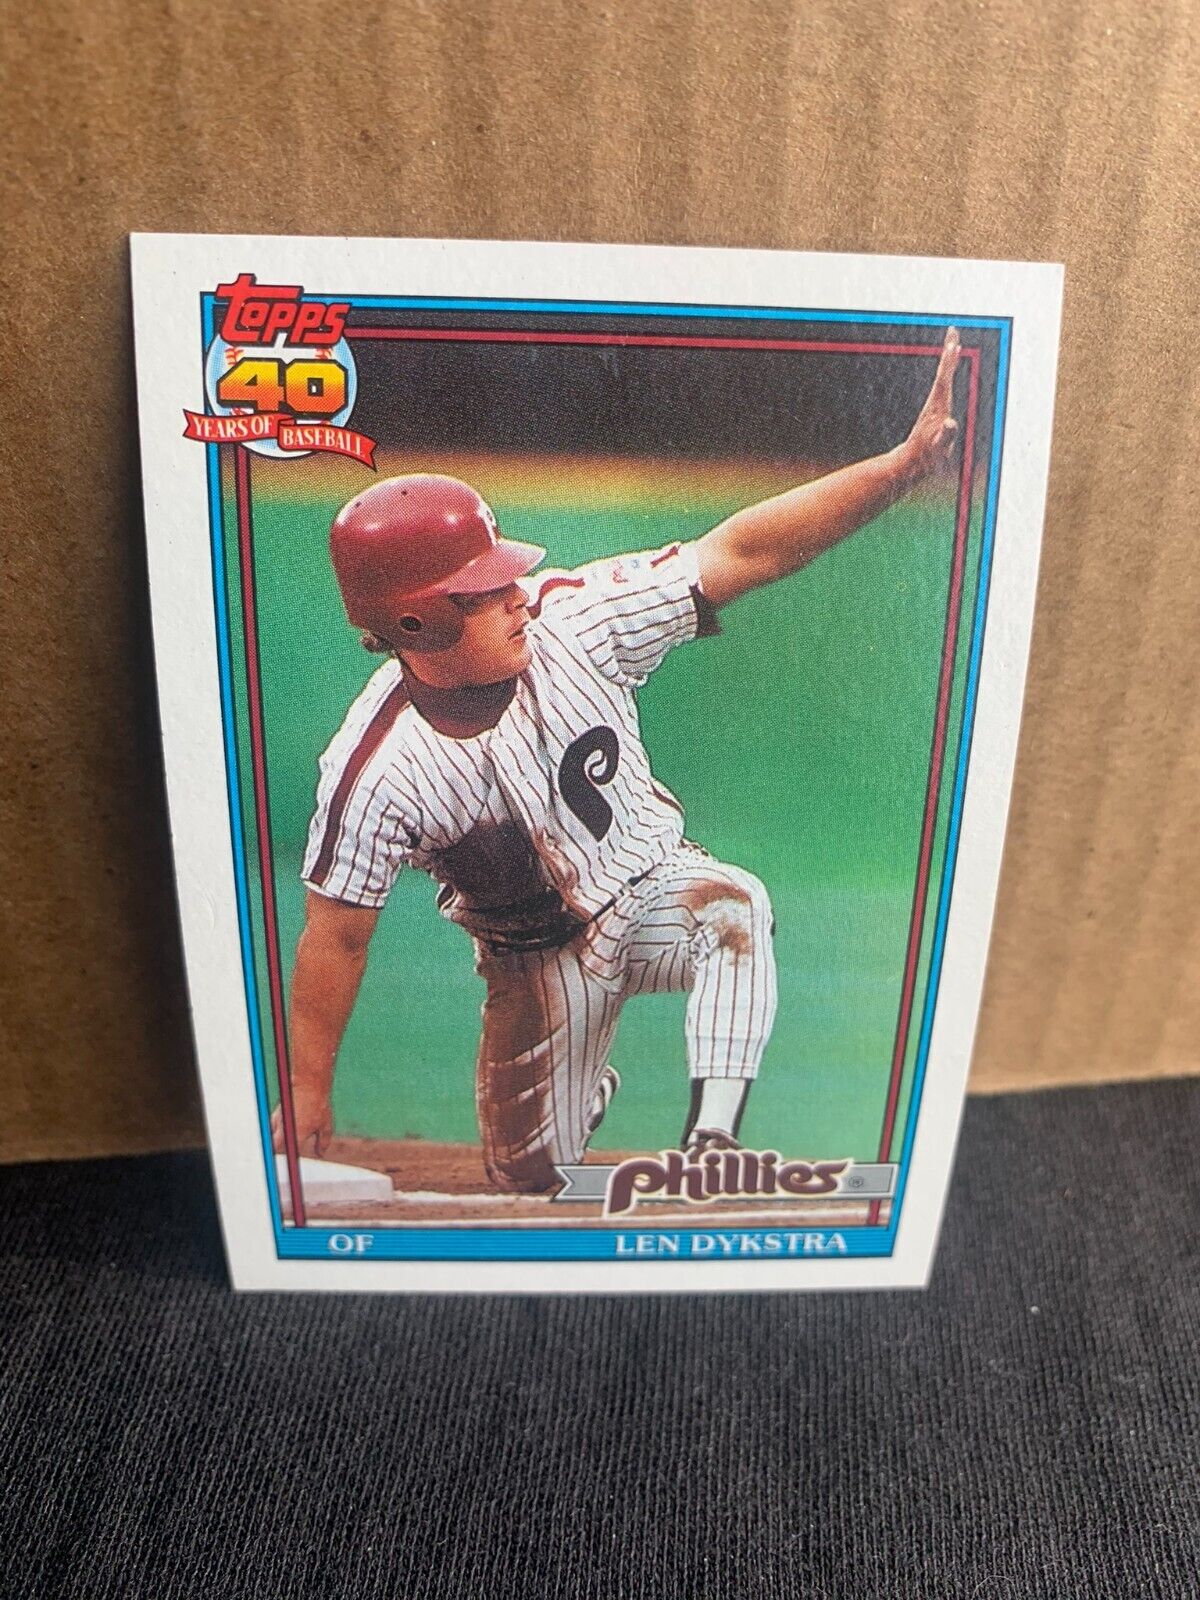 Topps
40
YEARS OF BASEBALL
P
P
Phillies ®
OF LEN DYKSTRA